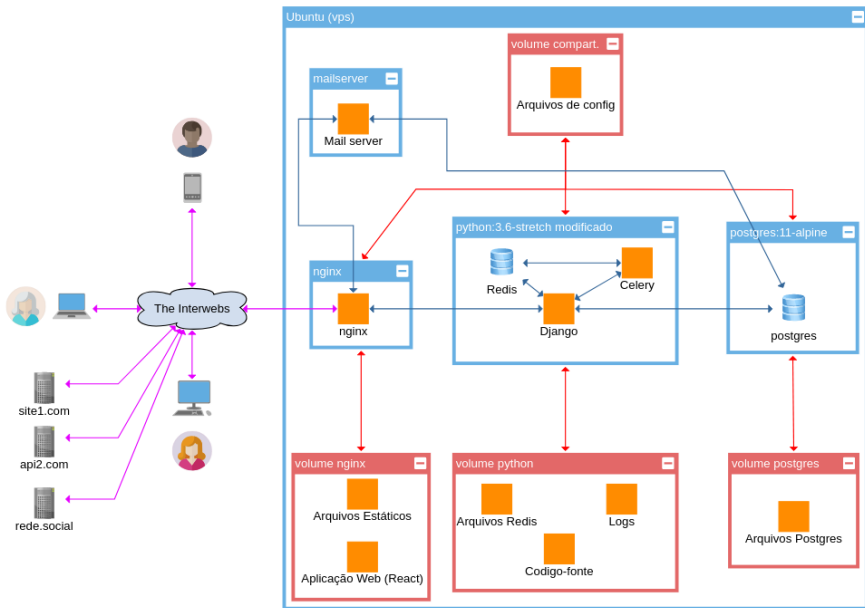 Ubuntu (vps)
volume compart.
Arquivos de config
mailserver
Mail server
python:3.6-stretch modificado
Redis
Celery
Django
postgres:11-alpine
postgres
nginx
nginx
The Interwebs
site1.com
api2.com
rede.social
volume nginx
Arquivos Estáticos
Aplicação Web (React)
volume python
Arquivos Redis
Logs
Codigo-fonte
volume postgres
Arquivos Postgres